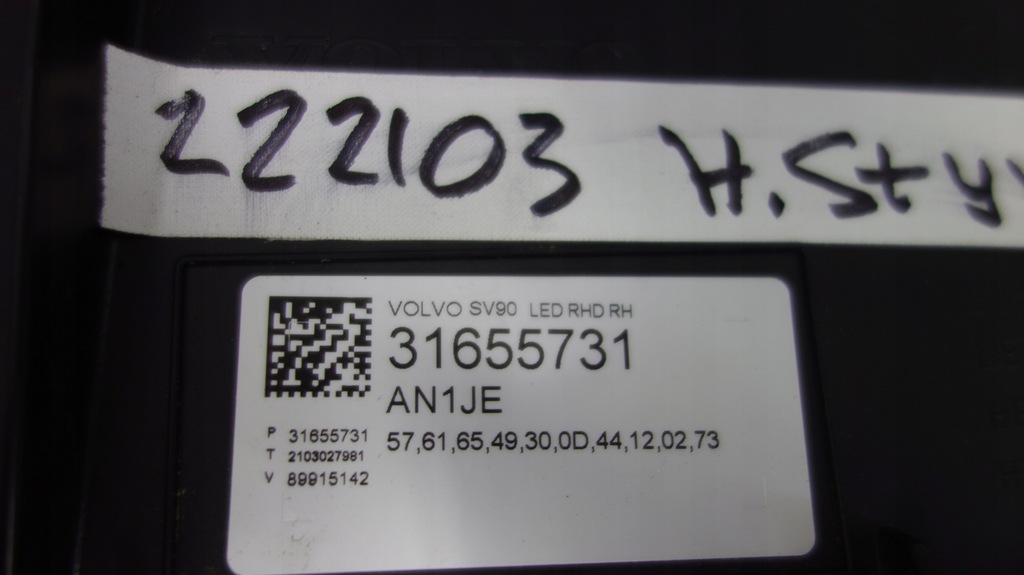 VOLVO
222103 H.Sty
VOLVO SV90 LED RHD RH
31655731
AN1JE
57,61,65,49,30,0D,44,12,02,73
P 31655731
T 2103027981
V 89915142